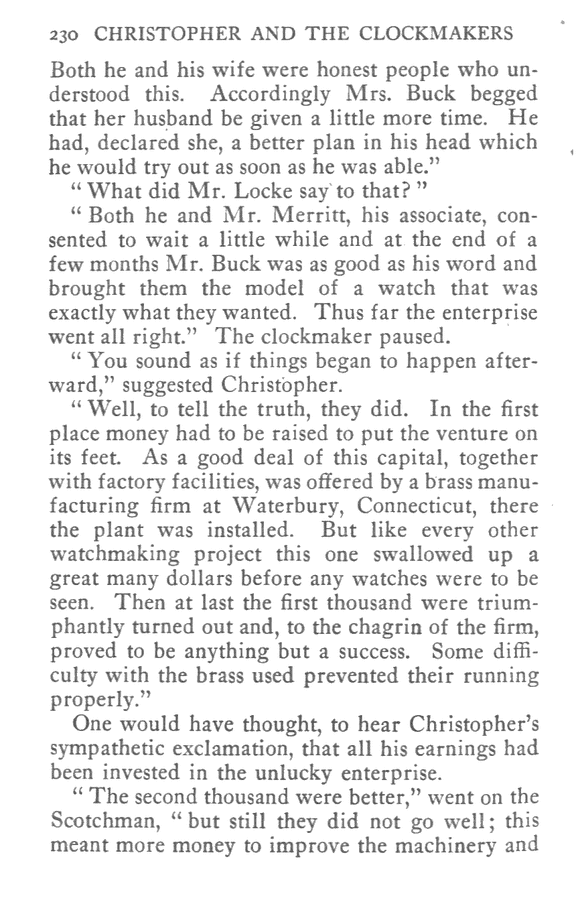 230 CHRISTOPHER AND THE CLOCKMAKERS
Both he and his wife were honest people who un-
derstood this. Accordingly Mrs. Buck begged
that her husband be given a little more time. He
had, declared she, a better plan in his head which
he would try out as soon as he was able.”
“ What did Mr. Locke say to that? ”
“ Both he and Mr. Merritt, his associate, con-
sented to wait a little while and at the end of a
few months Mr. Buck was as good as his word and
brought them the model of a watch that was
exactly what they wanted. Thus far the enterprise
went all right.” The clockmaker paused.
“ You sound as if things began to happen after-
ward,” suggested Christopher.
“ Well, to tell the truth, they did. In the first
place money had to be raised to put the venture on
its feet. As a good deal of this capital, together
with factory facilities, was offered by a brass manu-
facturing firm at Waterbury, Connecticut, there
the plant was installed. But like every other
watchmaking project this one swallowed up a
great many dollars before any watches were to be
seen. Then at last the first thousand were trium-
phantly turned out and, to the chagrin of the firm,
proved to be anything but a success. Some diffi-
culty with the brass used prevented their running
properly.”
One would have thought, to hear Christopher’s
sympathetic exclamation, that all his earnings had
been invested in the unlucky enterprise.
“ The second thousand were better,” went on the
Scotchman, “ but still they did not go well; this
meant more money to improve the machinery and